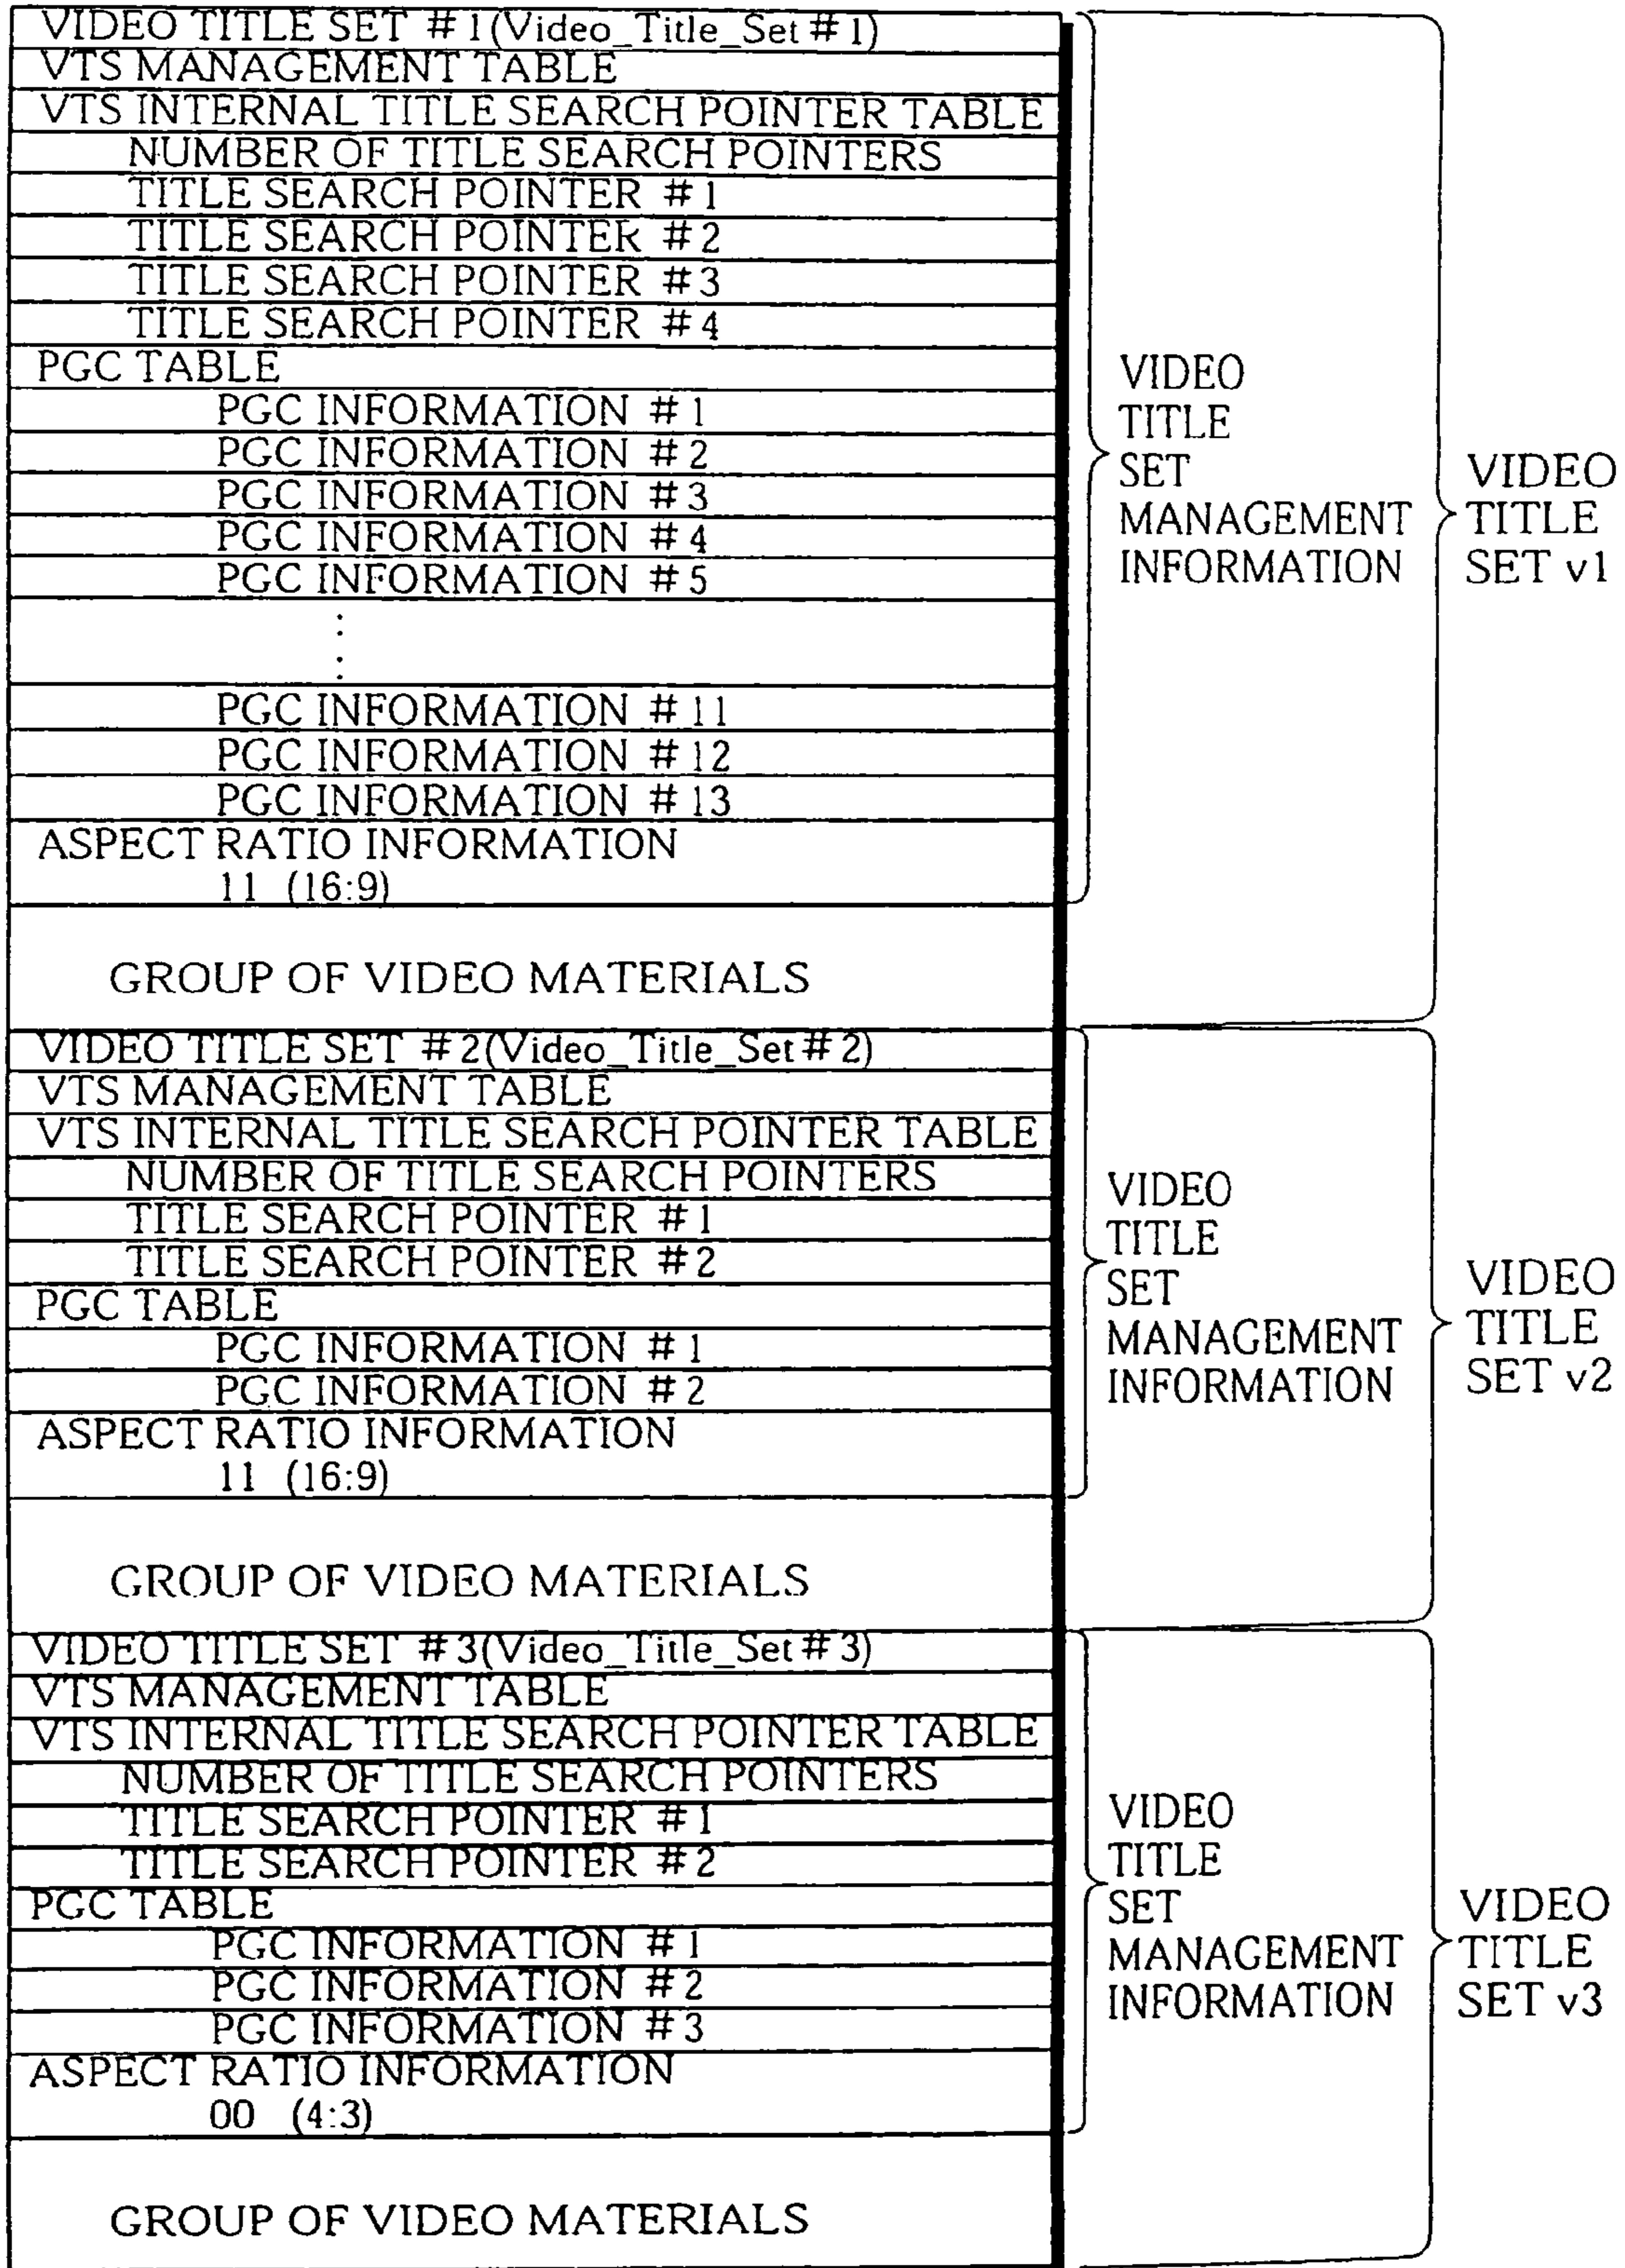 VIDEO TITLE SET #1(Video_Title_Set#1)
VTS MANAGEMENT TABLE
VTS INTERNAL TITLE SEARCH POINTER TABLE
NUMBER OF TITLE SEARCH POINTERS
TITLE SEARCH POINTER #1
TITLE SEARCH POINTER #2
TITLE SEARCH POINTER #3
TITLE SEARCH POINTER #4
PGC TABLE
PGC INFORMATION #1
PGC INFORMATION #2
PGC INFORMATION #3
PGC INFORMATION #4
PGC INFORMATION #5
:
:
PGC INFORMATION #11
PGC INFORMATION #12
PGC INFORMATION #13
ASPECT RATIO INFORMATION
11 (16:9)
GROUP OF VIDEO MATERIALS
VIDEO
TITLE
SET
MANAGEMENT
INFORMATION
VIDEO
TITLE
SET v1
VIDEO TITLE SET #2(Video_Title_Set#2)
VTS MANAGEMENT TABLE
VTS INTERNAL TITLE SEARCH POINTER TABLE
NUMBER OF TITLE SEARCH POINTERS
TITLE SEARCH POINTER #1
TITLE SEARCH POINTER #2
PGC TABLE
PGC INFORMATION #1
PGC INFORMATION #2
ASPECT RATIO INFORMATION
11 (16:9)
GROUP OF VIDEO MATERIALS
VIDEO
TITLE
SET
MANAGEMENT
INFORMATION
VIDEO
TITLE
SET v2
VIDEO TITLE SET #3(Video_Title_Set#3)
VTS MANAGEMENT TABLE
VTS INTERNAL TITLE SEARCH POINTER TABLE
NUMBER OF TITLE SEARCH POINTERS
TITLE SEARCH POINTER #1
TITLE SEARCH POINTER #2
PGC TABLE
PGC INFORMATION #1
PGC INFORMATION #2
PGC INFORMATION #3
ASPECT RATIO INFORMATION
00 (4:3)
GROUP OF VIDEO MATERIALS
VIDEO
TITLE
SET
MANAGEMENT
INFORMATION
VIDEO
TITLE
SET v3